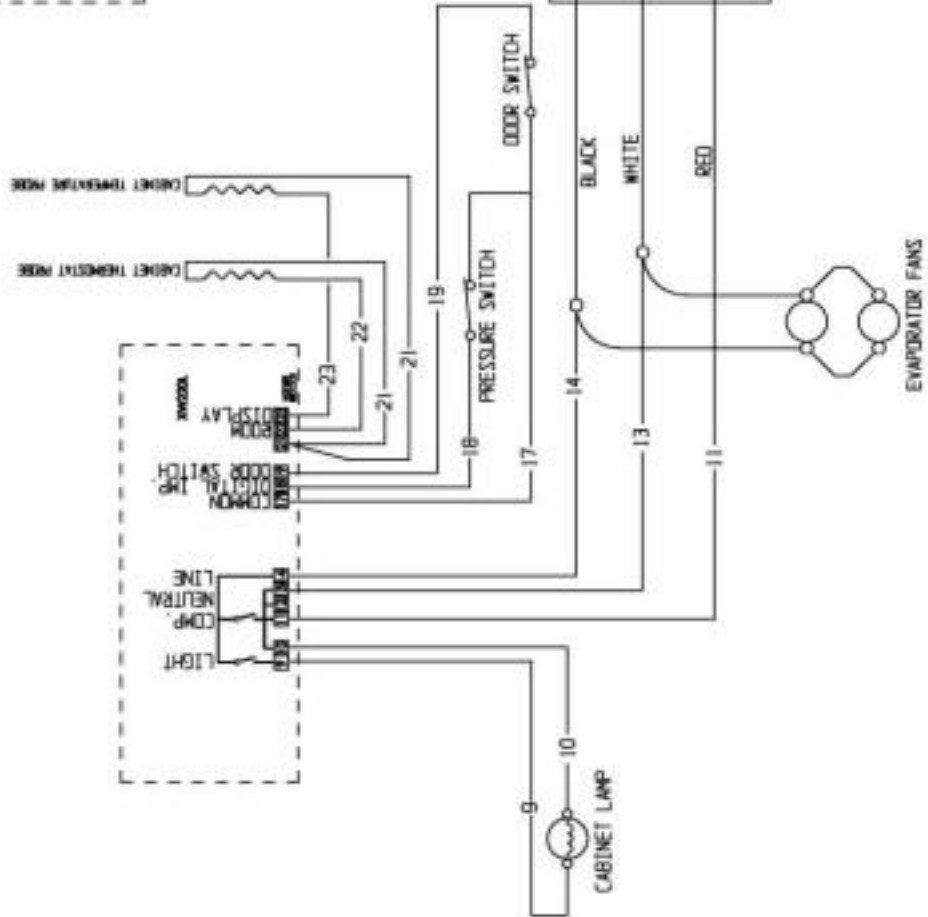 CABINET TEMPERATURE PROBE
CABINET THERMOSTAT PROBE
DOOR SWITCH
PRESSURE SWITCH
BLACK
WHITE
RED
EVAPORATOR FANS
19
21
22
23
21
18
17
14
13
11
DISPLAY
ROOM
DOOR SWITCH
DIGITAL IMP.
COMMON
LINE
NEUTRAL
COMP.
LIGHT
9
10
CABINET LAMP